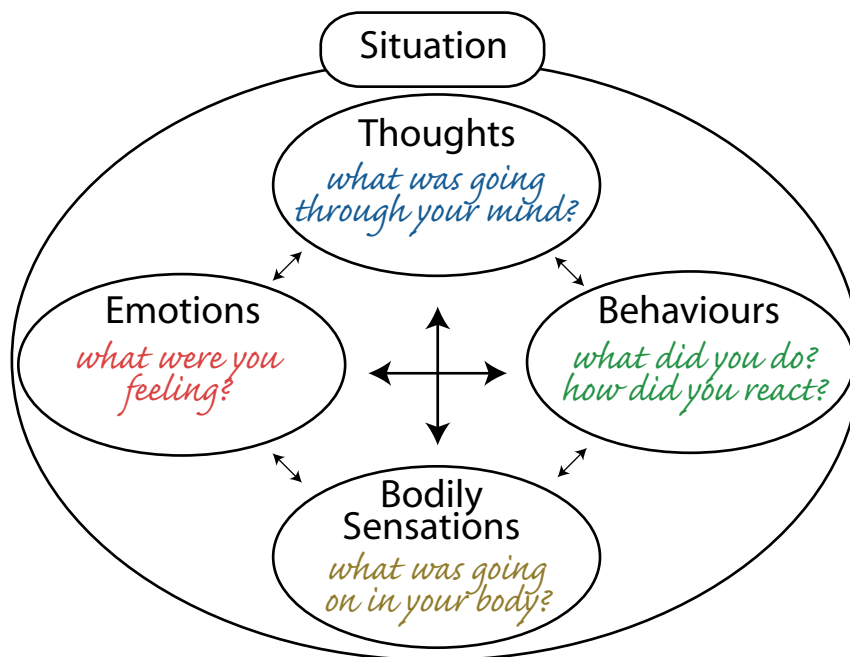 Situation
Thoughts
what was going
through your mind?
Emotions
what were you
feeling?
Behaviours
what did you do?
how did you react?
Bodily
Sensations
what was going
on in your body?